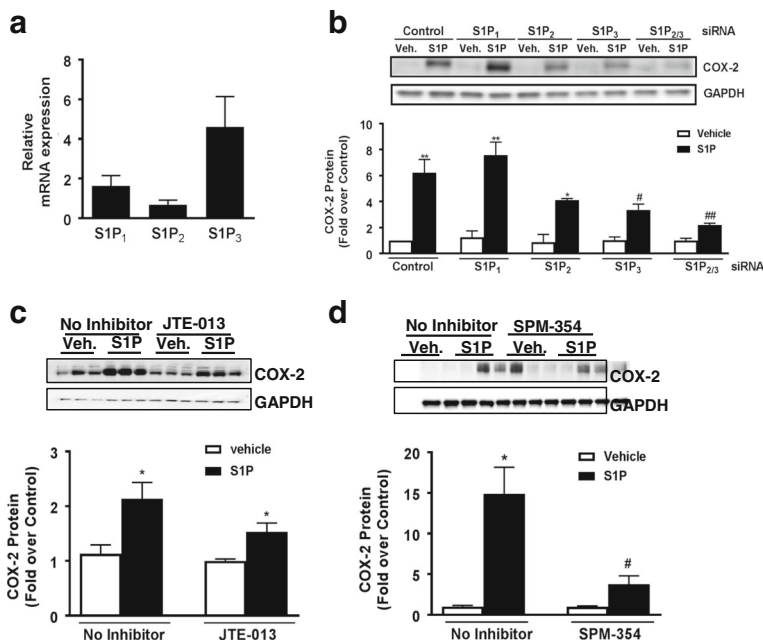 a
Relative
mRNA expression
8
6
4
2
0
S1P1
S1P2
S1P3
b
Control S1P1 S1P2 S1P3 S1P2/3 siRNA
Veh. S1P Veh. S1P Veh. S1P Veh. S1P Veh. S1P
COX-2
GAPDH
COX-2 Protein
(Fold over Control)
10
8
6
4
2
0
Vehicle
S1P
**
**
*
#
##
Control S1P1 S1P2 S1P3 S1P2/3 siRNA
c
No Inhibitor JTE-013
Veh. S1P Veh. S1P
COX-2
GAPDH
COX-2 Protein
(Fold over Control)
3
2
1
0
vehicle
S1P
*
*
No Inhibitor JTE-013
d
No Inhibitor SPM-354
Veh. S1P Veh. S1P
COX-2
GAPDH
COX-2 Protein
(Fold over Control)
20
15
10
5
0
Vehicle
S1P
*
#
No Inhibitor SPM-354